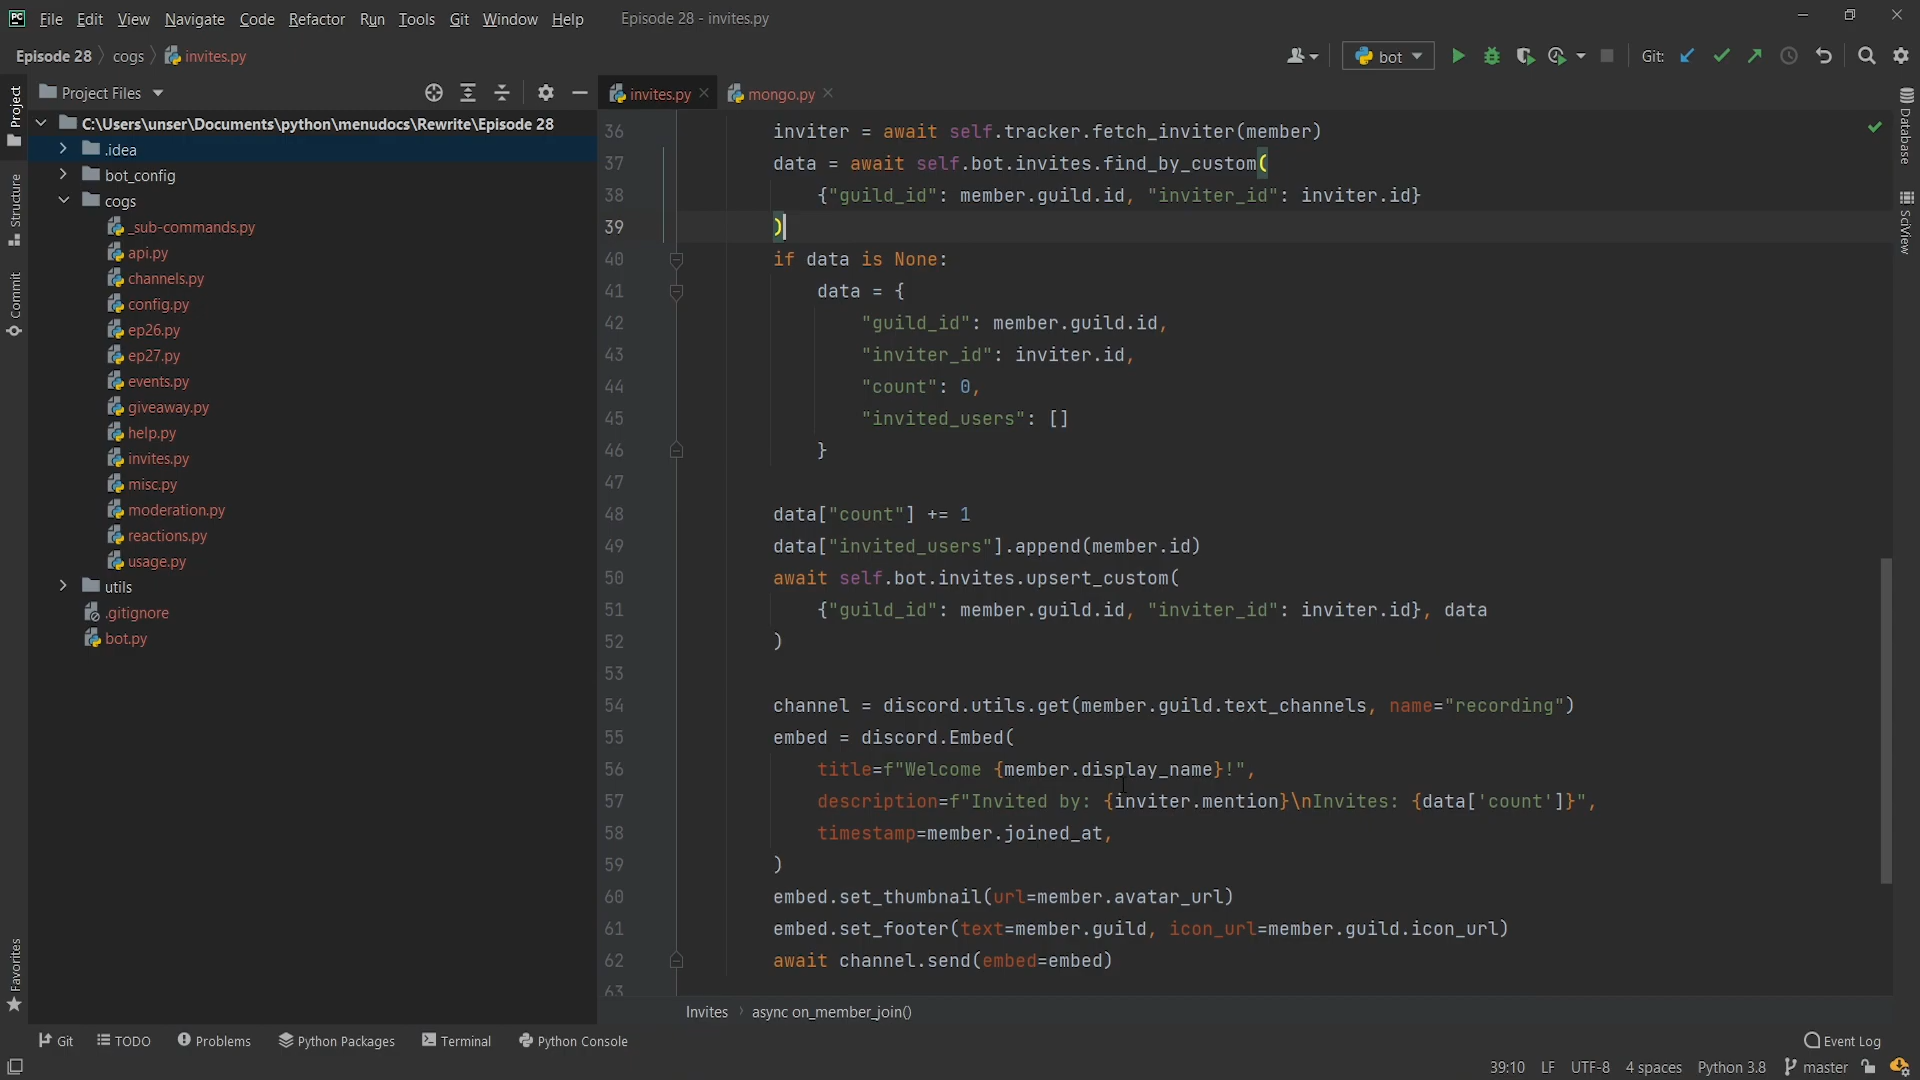 PC File Edit View Navigate Code Refactor Run Tools Git Window Help Episode 28 - invites.py
Episode 28 cogs invites.py bot Git:
Project Files
invites.py mongo.py
Project
Structure
Commit
Favorites
Database
SciView
C:\Users\unser\Documents\python\menudocs\Rewrite\Episode 28
.idea
bot_config
cogs
_sub-commands.py
api.py
channels.py
config.py
ep26.py
ep27.py
events.py
giveaway.py
help.py
invites.py
misc.py
moderation.py
reactions.py
usage.py
utils
.gitignore
bot.py
36 inviter = await self.tracker.fetch_inviter(member)
37 data = await self.bot.invites.find_by_custom(
38 {"guild_id": member.guild.id, "inviter_id": inviter.id}
39 )
40 if data is None:
41 data = {
42 "guild_id": member.guild.id,
43 "inviter_id": inviter.id,
44 "count": 0,
45 "invited_users": []
46 }
47
48 data["count"] += 1
49 data["invited_users"].append(member.id)
50 await self.bot.invites.upsert_custom(
51 {"guild_id": member.guild.id, "inviter_id": inviter.id}, data
52 )
53
54 channel = discord.utils.get(member.guild.text_channels, name="recording")
55 embed = discord.Embed(
56 title=f"Welcome {member.display_name}!",
57 description=f"Invited by: {inviter.mention}\nInvites: {data['count']}",
58 timestamp=member.joined_at,
59 )
60 embed.set_thumbnail(url=member.avatar_url)
61 embed.set_footer(text=member.guild, icon_url=member.guild.icon_url)
62 await channel.send(embed=embed)
63
Invites async on_member_join()
Git TODO Problems Python Packages Terminal Python Console Event Log
39:10 LF UTF-8 4 spaces Python 3.8 master